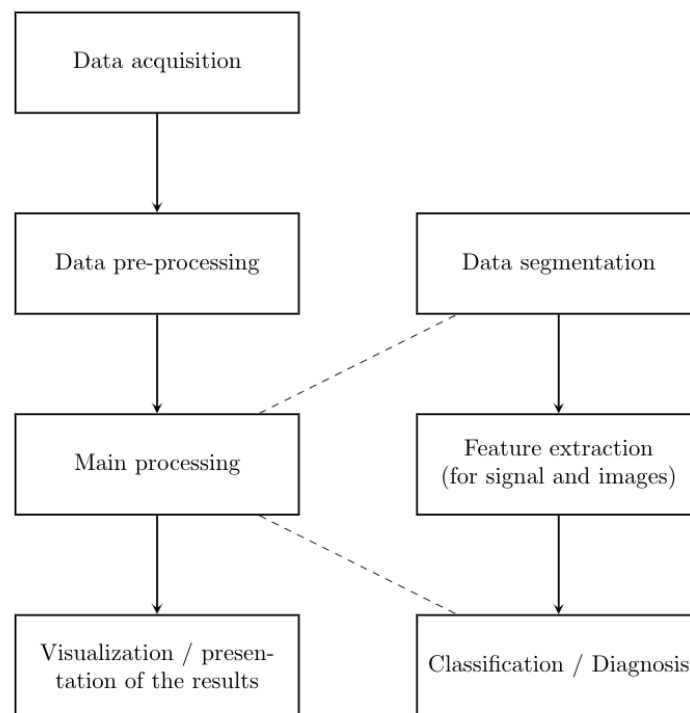 Data acquisition
Data pre-processing
Data segmentation
Main processing
Feature extraction
(for signal and images)
Visualization / presen-
tation of the results
Classification / Diagnosis